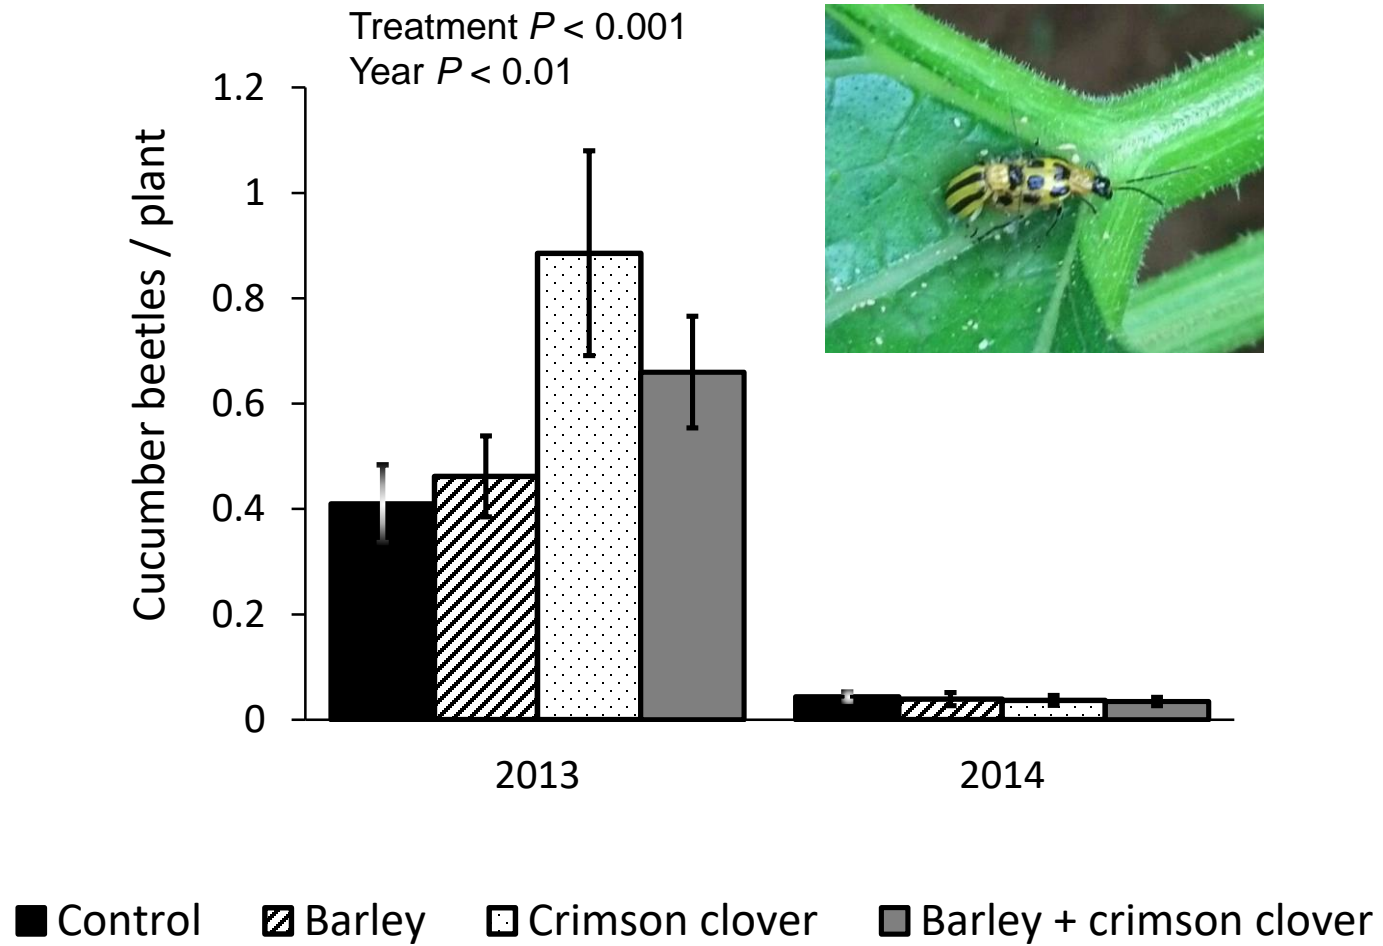 Treatment P < 0.001
Year P < 0.01
Cucumber beetles / plant
1.2
1
0.8
0.6
0.4
0.2
0
2013 2014
Control Barley Crimson clover Barley + crimson clover